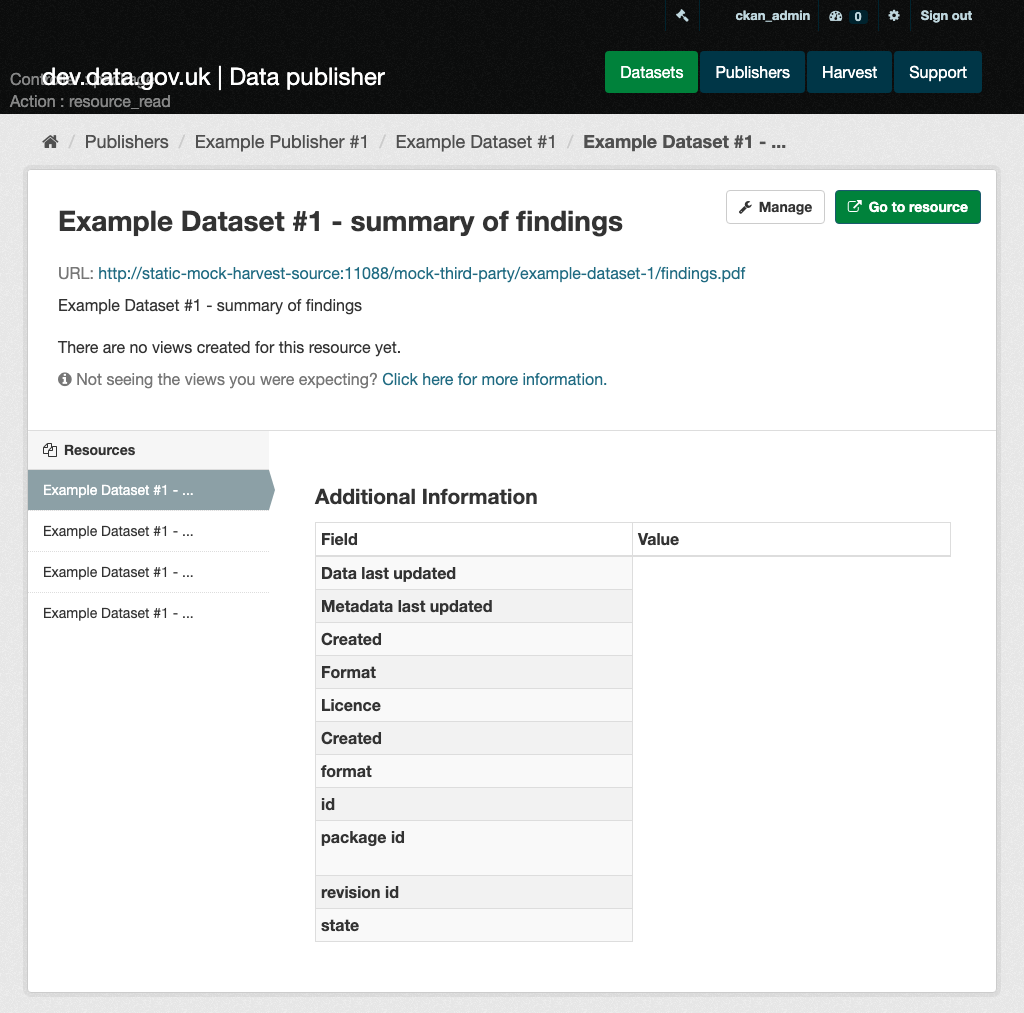 ckan_admin 0 Sign out
dev.data.gov.uk | Data publisher
Datasets Publishers Harvest Support
Action : resource_read
Publishers / Example Publisher #1 / Example Dataset #1 / Example Dataset #1 - ...
Manage Go to resource
Example Dataset #1 - summary of findings
URL: http://static-mock-harvest-source:11088/mock-third-party/example-dataset-1/findings.pdf
Example Dataset #1 - summary of findings
There are no views created for this resource yet.
Not seeing the views you were expecting? Click here for more information.
Resources
Example Dataset #1 - ...
Example Dataset #1 - ...
Example Dataset #1 - ...
Example Dataset #1 - ...
Additional Information
Field Value
Data last updated
Metadata last updated
Created
Format
Licence
Created
format
id
package id
revision id
state